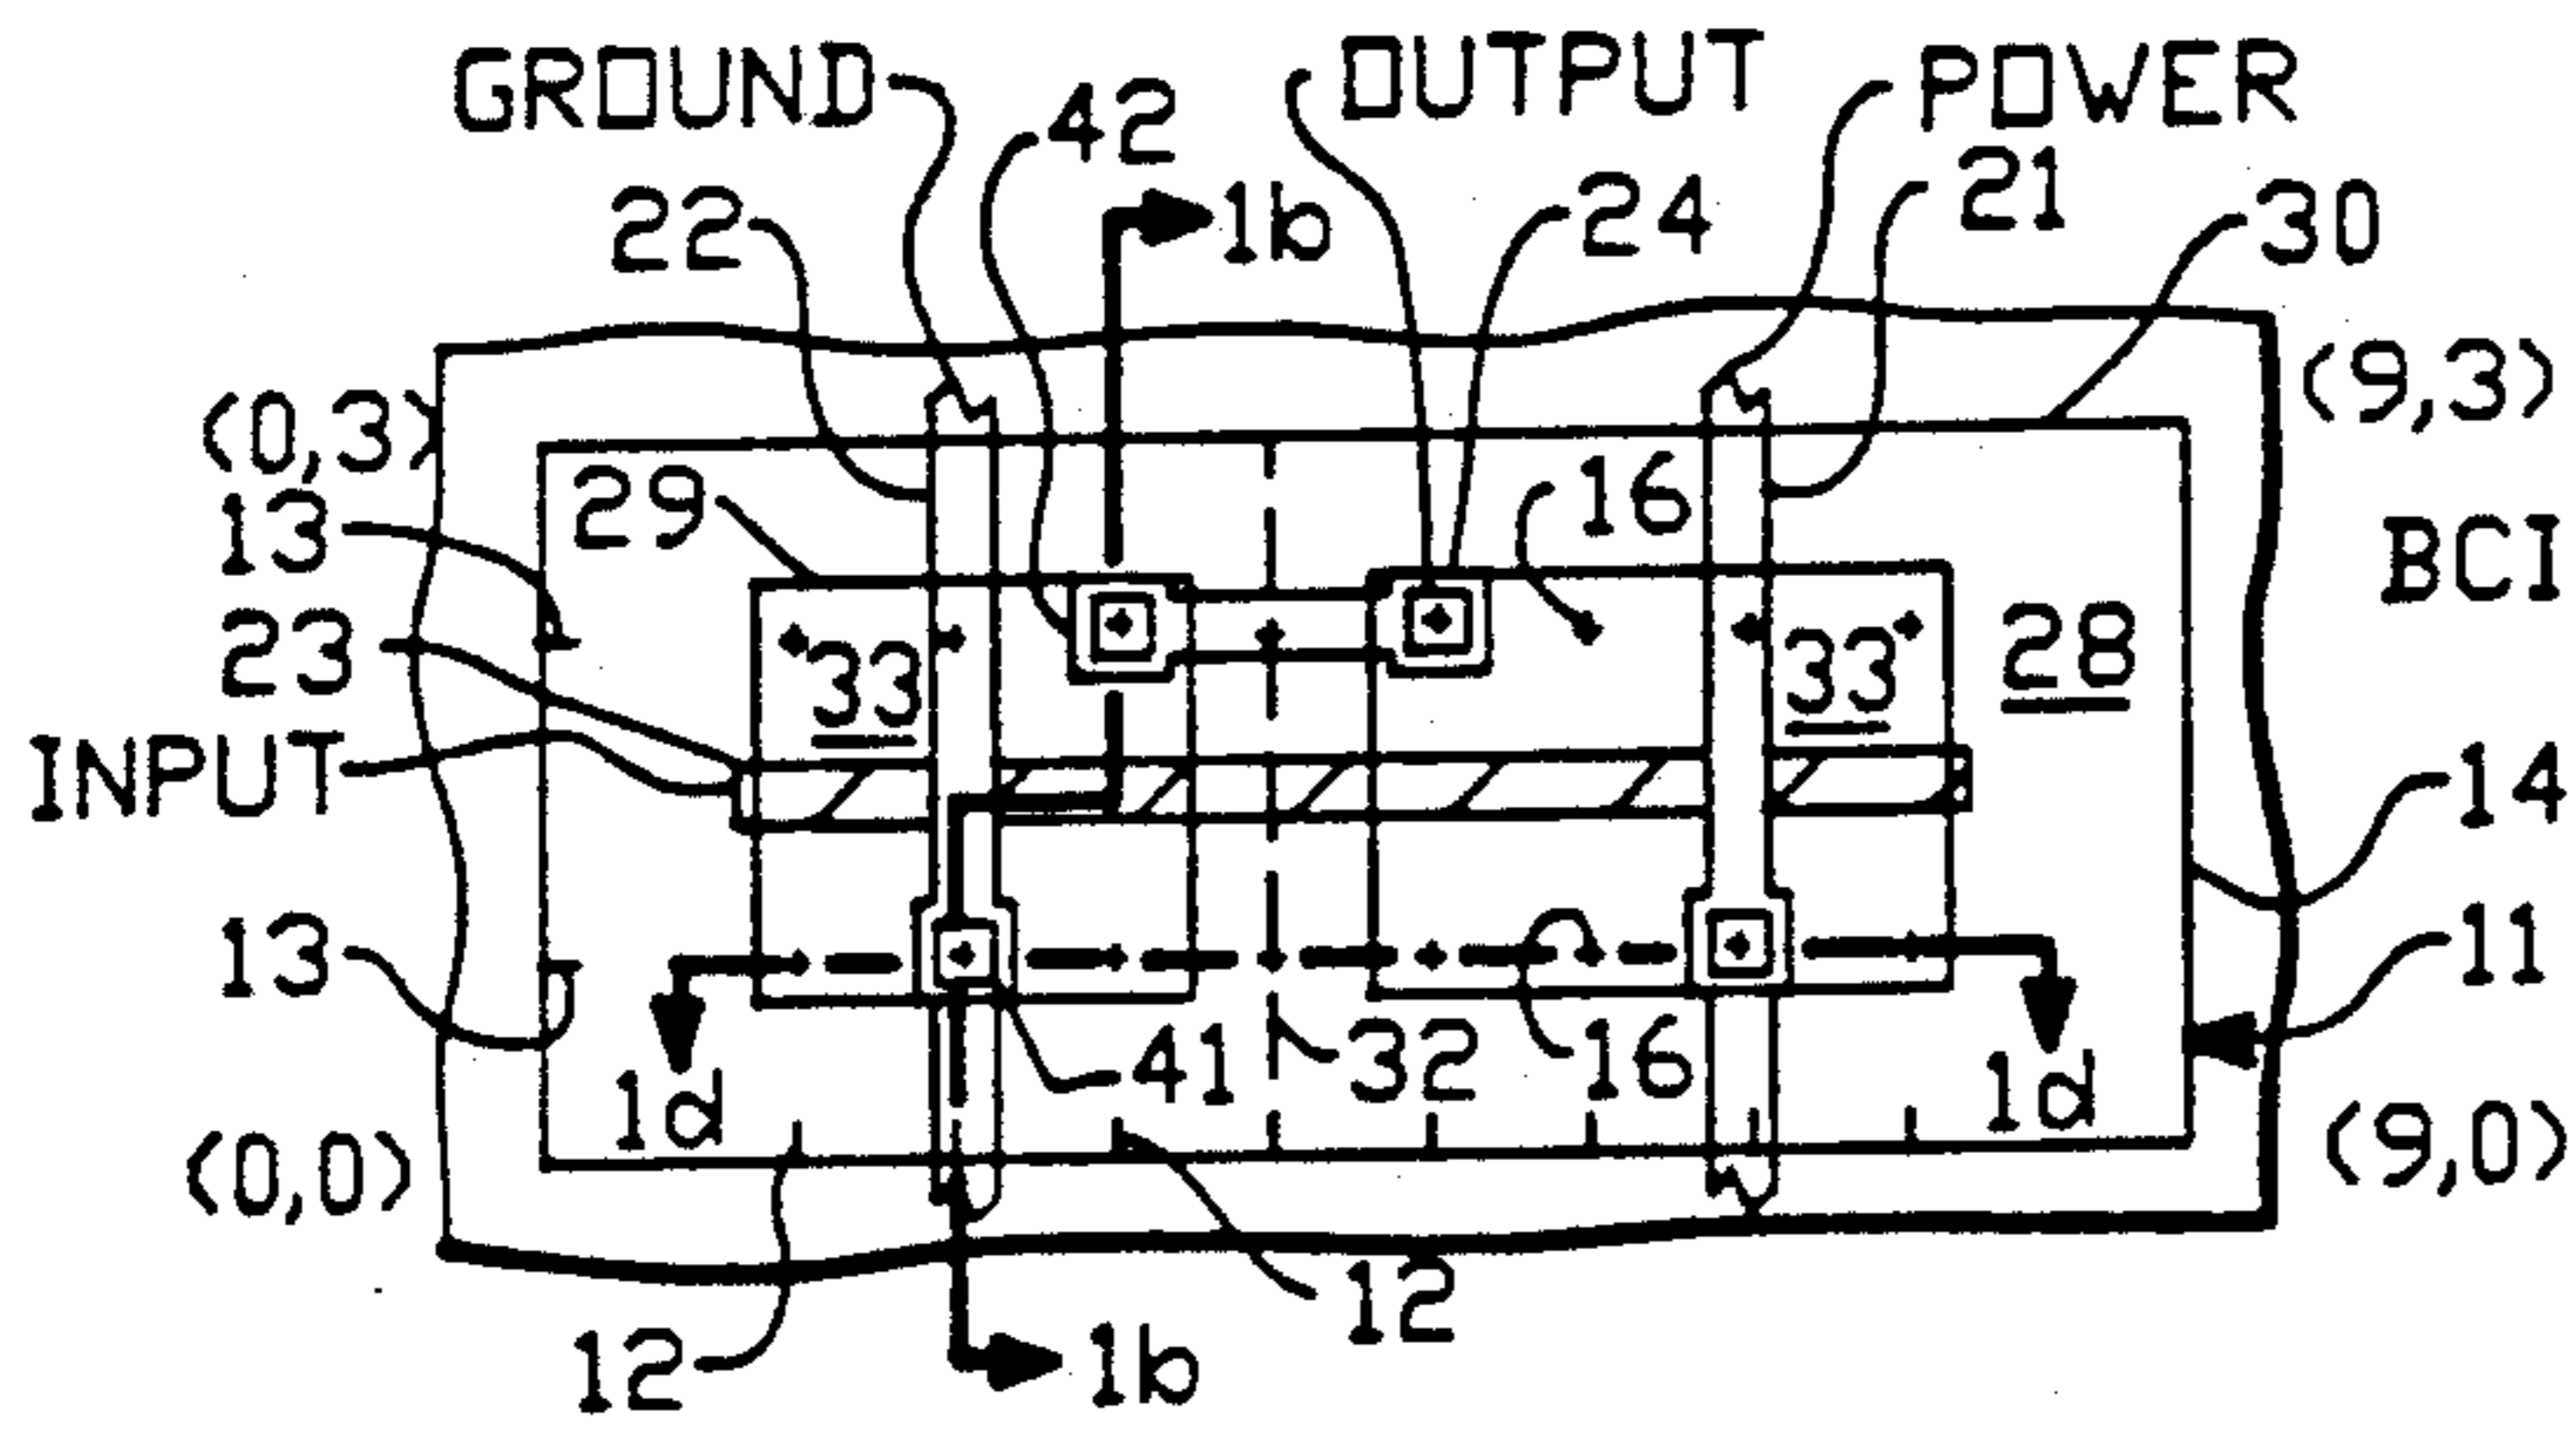 GROUND 42 OUTPUT POWER
22 1b 24 21 30
(0,3) (9,3)
13 29 16 BCI
23 33 33 28
INPUT 14
13 11
1d 41 32 16 1d
(0,0) (9,0)
12 1b 12